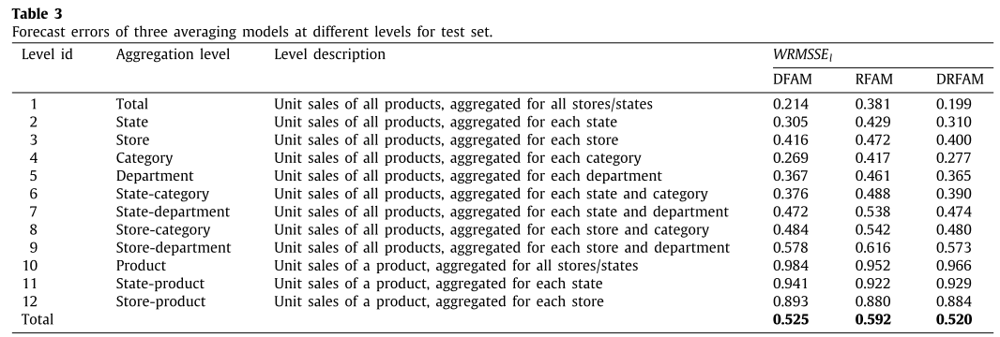 Table 3
Forecast errors of three averaging models at different levels for test set.
Level id Aggregation level Level description WRMSSE_l
DFAM RFAM DRFAM
1 Total Unit sales of all products, aggregated for all stores/states 0.214 0.381 0.199
2 State Unit sales of all products, aggregated for each state 0.305 0.429 0.310
3 Store Unit sales of all products, aggregated for each store 0.416 0.472 0.400
4 Category Unit sales of all products, aggregated for each category 0.269 0.417 0.277
5 Department Unit sales of all products, aggregated for each department 0.367 0.461 0.365
6 State-category Unit sales of all products, aggregated for each state and category 0.376 0.488 0.390
7 State-department Unit sales of all products, aggregated for each state and department 0.472 0.538 0.474
8 Store-category Unit sales of all products, aggregated for each store and category 0.484 0.542 0.480
9 Store-department Unit sales of all products, aggregated for each store and department 0.578 0.616 0.573
10 Product Unit sales of a product, aggregated for all stores/states 0.984 0.952 0.966
11 State-product Unit sales of a product, aggregated for each state 0.941 0.922 0.929
12 Store-product Unit sales of a product, aggregated for each store 0.893 0.880 0.884
Total 0.525 0.592 0.520